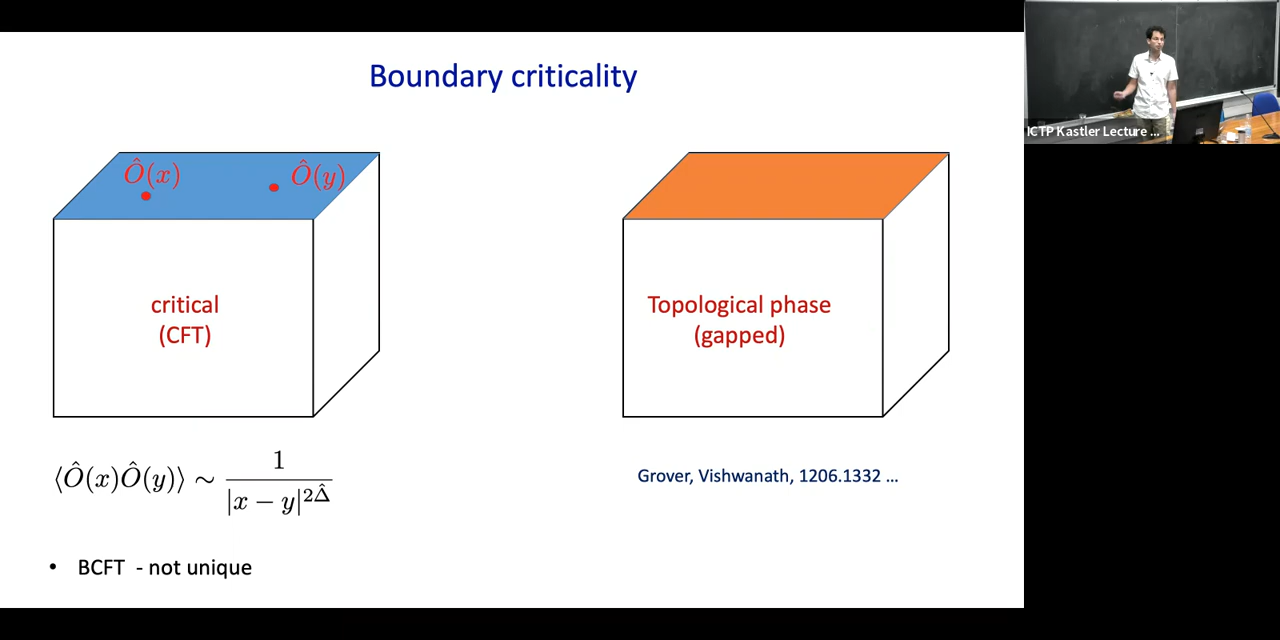 Boundary criticality
ICTP Kastler Lecture ...
Ô(x)
Ô(y)
critical
(CFT)
Topological phase
(gapped)
⟨Ô(x)Ô(y)⟩ ∼ 1 / |x − y|^{2Δ̂}
Grover, Vishwanath, 1206.1332 ...
• BCFT - not unique